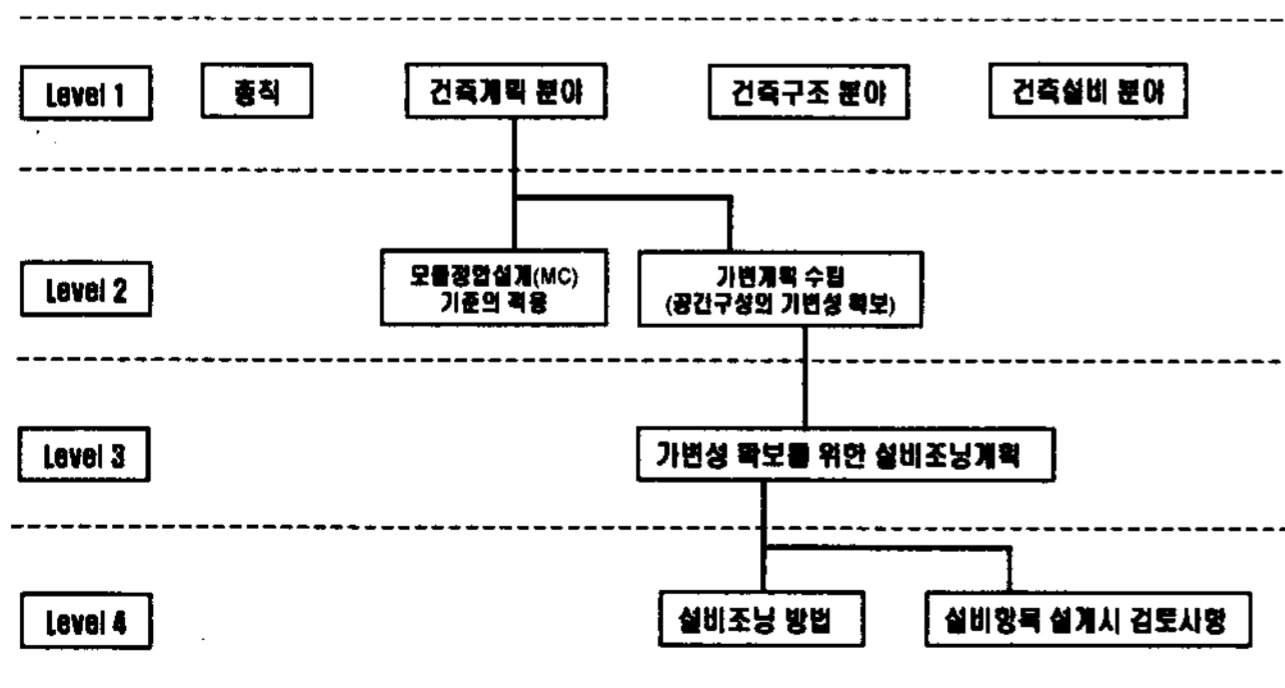 Level 1
총칙
건축계획 분야
건축구조 분야
건축설비 분야
Level 2
모듈정합설계(MC)
기준의 적용
가변계획 수립
(공간구성의 가변성 확보)
Level 3
가변성 확보를 위한 설비조닝계획
Level 4
설비조닝 방법
설비항목 설계시 검토사항